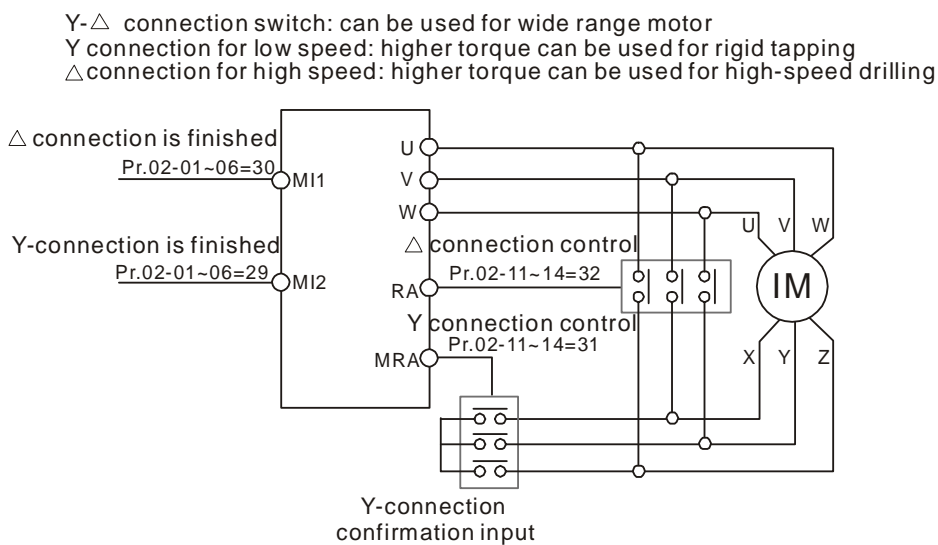 Y-△ connection switch: can be used for wide range motor
Y connection for low speed: higher torque can be used for rigid tapping
△connection for high speed: higher torque can be used for high-speed drilling
△ connection is finished
Pr.02-01~06=30
MI1
Y-connection is finished
Pr.02-01~06=29
MI2
U
V
W
△ connection control
Pr.02-11~14=32
RA
Y connection control
Pr.02-11~14=31
MRA
U V W
IM
X Y Z
Y-connection
confirmation input